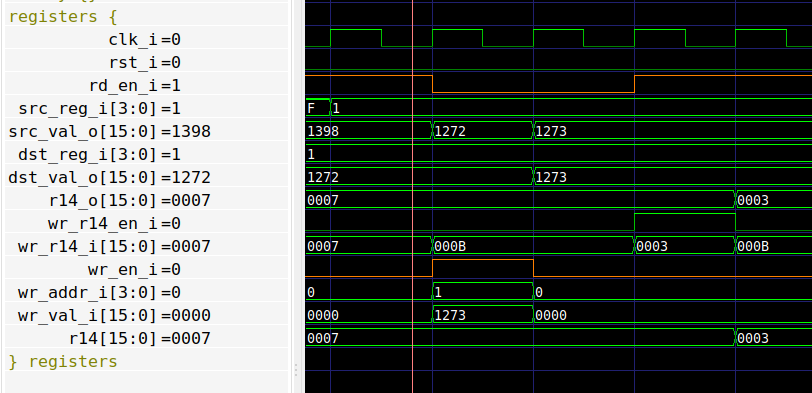 registers {
clk_i=0
rst_i=0
rd_en_i=1
src_reg_i[3:0]=1 F 1
src_val_o[15:0]=1398 1398 1272 1273
dst_reg_i[3:0]=1 1
dst_val_o[15:0]=1272 1272 1273
r14_o[15:0]=0007 0007 0003
wr_r14_en_i=0
wr_r14_i[15:0]=0007 0007 000B 0003 000B
wr_en_i=0
wr_addr_i[3:0]=0 0 1 0
wr_val_i[15:0]=0000 0000 1273 0000
r14[15:0]=0007 0007 0003
} registers